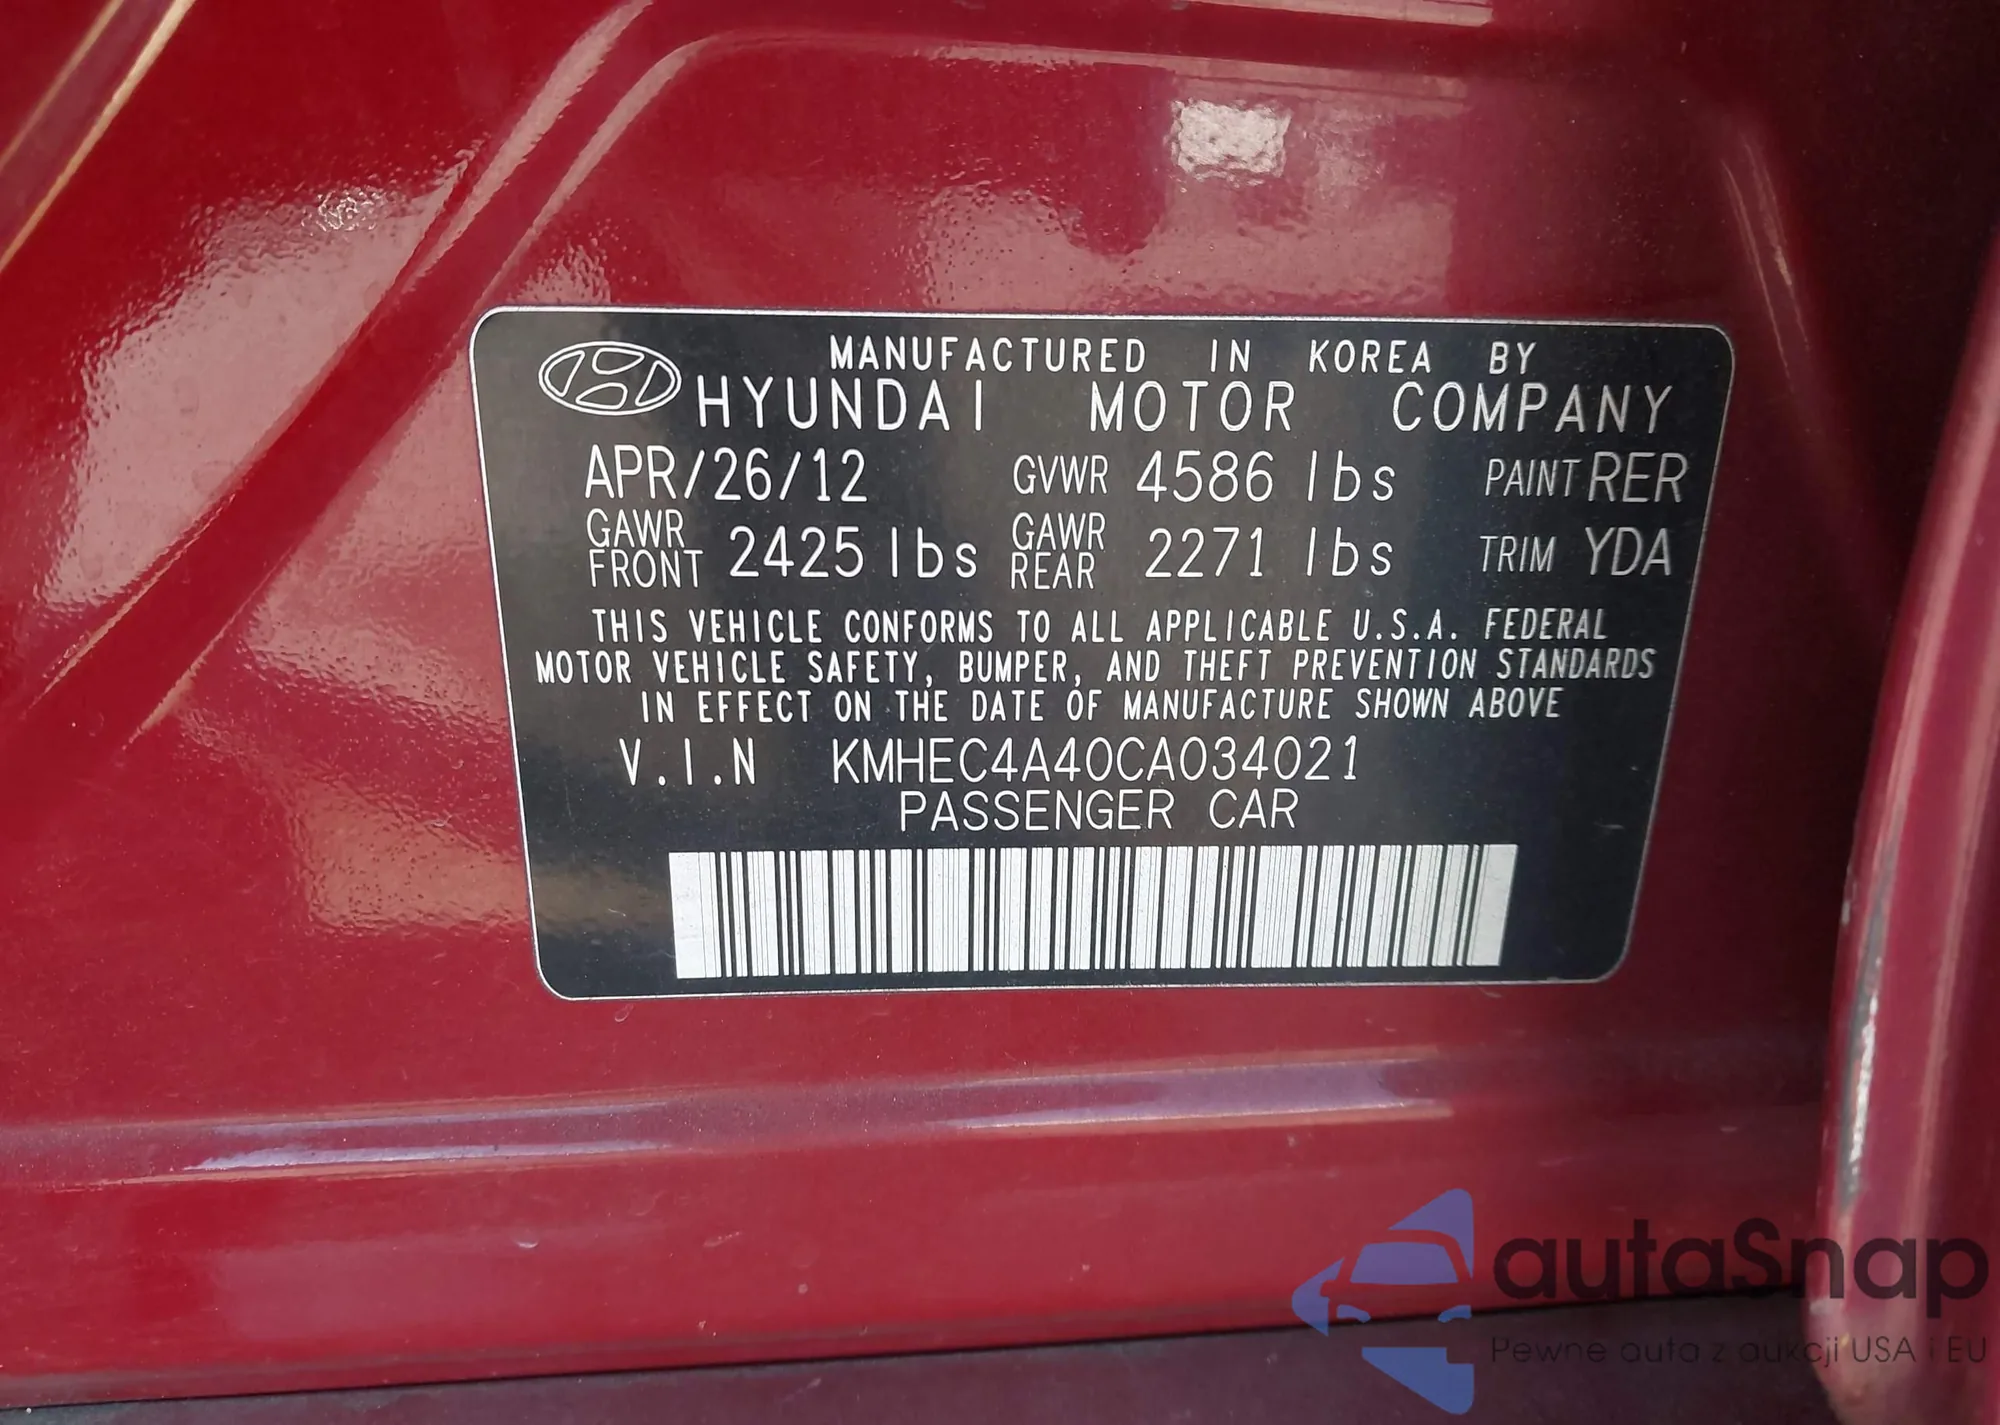 MANUFACTURED IN KOREA BY
HYUNDAI MOTOR COMPANY
APR/26/12 GVWR 4586 lbs PAINT RER
GAWR FRONT 2425 lbs GAWR REAR 2271 lbs TRIM YDA
THIS VEHICLE CONFORMS TO ALL APPLICABLE U.S.A. FEDERAL
MOTOR VEHICLE SAFETY, BUMPER, AND THEFT PREVENTION STANDARDS
IN EFFECT ON THE DATE OF MANUFACTURE SHOWN ABOVE
V.I.N KMHEC4A40CA034021
PASSENGER CAR
autaSnap
Pewne auta z aukcji USA i EU